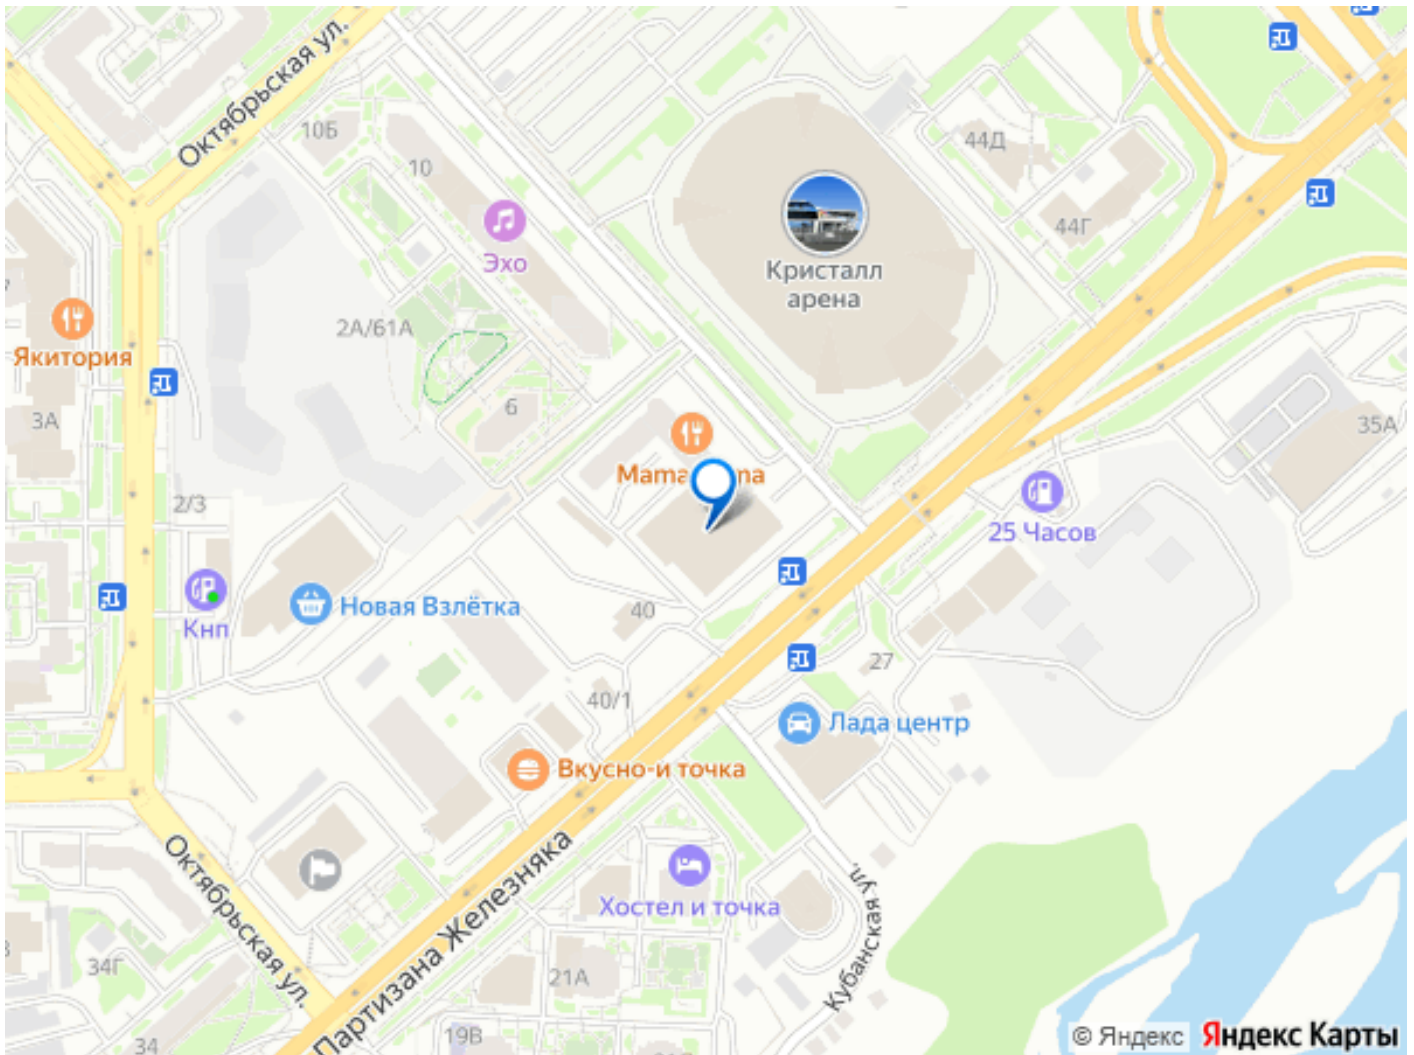 Октябрьская ул.
10Б
10
44Д
44Г
Эхо
Кристалл
арена
2А/61А
Якитория
3А
6
35А
Mama
na
2/3
25 Часов
Новая Взлётка
Кнп
40
27
40/1
Лада центр
Вкусно-и точка
Октябрьская ул.
Партизана Железняка
Хостел и точка
Кубанская ул.
34Г
21А
19В
34
© Яндекс
Яндекс Карты